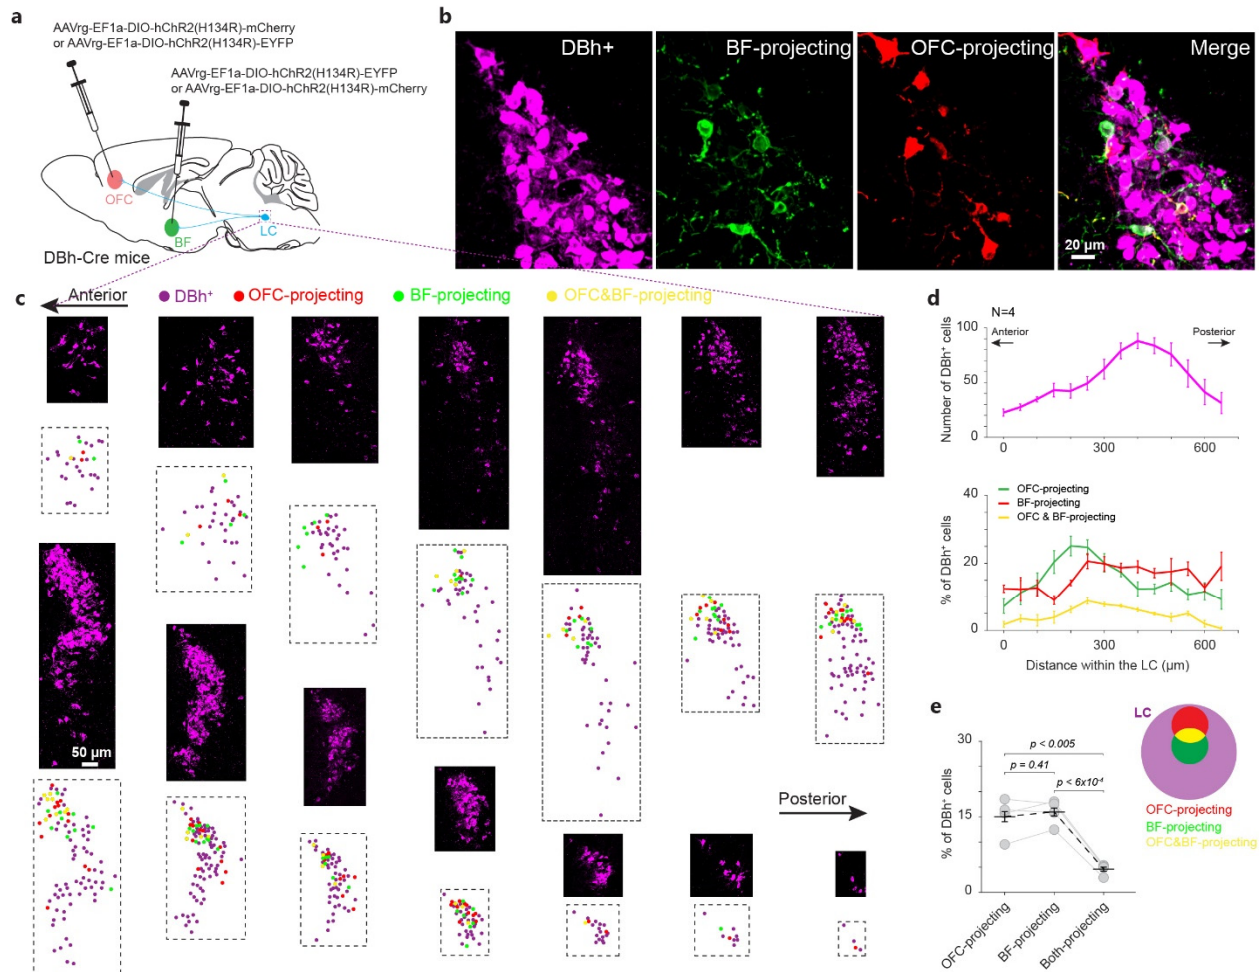 a
AAVrg-EF1a-DIO-hChR2(H134R)-mCherry
or AAVrg-EF1a-DIO-hChR2(H134R)-EYFP
AAVrg-EF1a-DIO-hChR2(H134R)-EYFP
or AAVrg-EF1a-DIO-hChR2(H134R)-mCherry
OFC
BF
LC
DBh-Cre mice
b
DBh+
BF-projecting
OFC-projecting
Merge
20 µm
c
Anterior
DBh⁺
OFC-projecting
BF-projecting
OFC&BF-projecting
50 µm
Posterior
d
N=4
Anterior
Posterior
Number of DBh⁺ cells
100
50
0
0
300
600
OFC-projecting
BF-projecting
OFC & BF-projecting
% of DBh⁺ cells
40
20
0
0
300
600
Distance within the LC (µm)
e
% of DBh⁺ cells
30
15
0
p < 0.005
p = 0.41
p < 6x10⁻⁴
OFC-projecting
BF-projecting
Both-projecting
LC
OFC-projecting
BF-projecting
OFC&BF-projecting